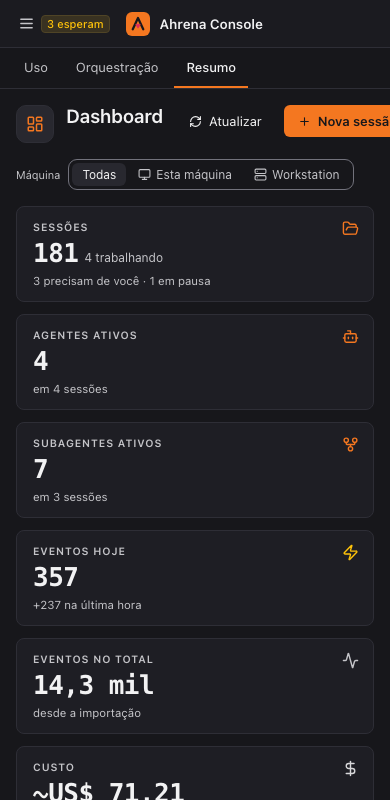 3 esperam
Ahrena Console
Uso
Orquestração
Resumo
Dashboard
Atualizar
Nova sessã
Máquina
Todas
Esta máquina
Workstation
SESSÕES
181 4 trabalhando
3 precisam de você · 1 em pausa
AGENTES ATIVOS
4
em 4 sessões
SUBAGENTES ATIVOS
7
em 3 sessões
EVENTOS HOJE
357
+237 na última hora
EVENTOS NO TOTAL
14,3 mil
desde a importação
CUSTO
~US$ 71,21